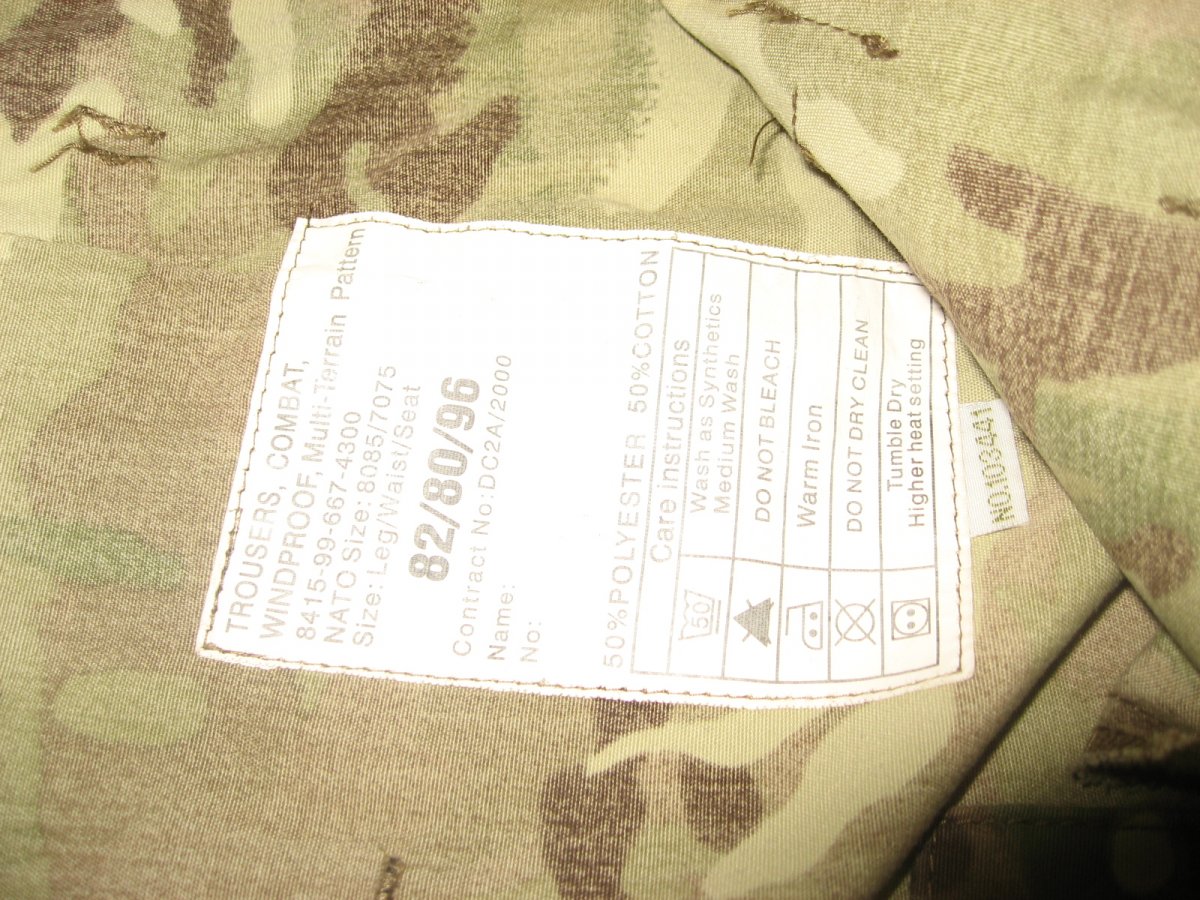 TROUSERS, COMBAT,
WINDPROOF, Multi-Terrain Pattern
8415-99-667-4300
NATO Size: 8085/7075
Size: Leg/Waist/Seat
82/80/96
Contract No:DC2A/2000
Name:
No:
50%POLYESTER 50%COTTON
Care instructions
50
Wash as Synthetics
Medium Wash
DO NOT BLEACH
Warm Iron
DO NOT DRY CLEAN
Tumble Dry
Higher heat setting
NO.103441